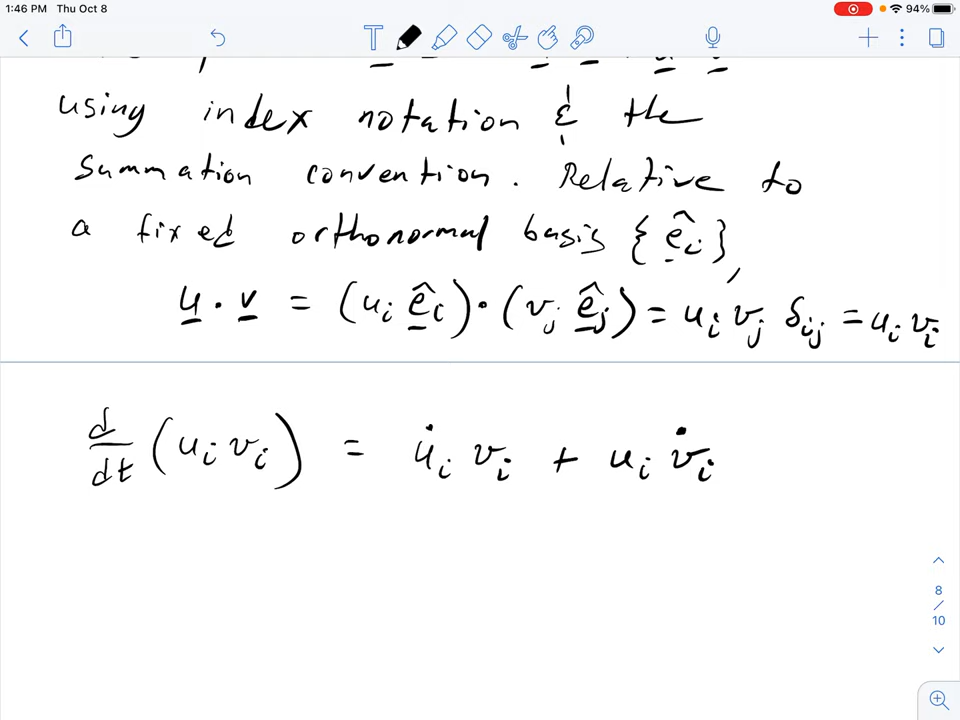 1:46 PM Thu Oct 8 94%
using index notation & the
summation convention. Relative to
a fixed orthonormal basis {ê_i},
u · v = (u_i ê_i) · (v_j ê_j) = u_i v_j δ_ij = u_i v_i
d/dt (u_i v_i) = u̇_i v_i + u_i v̇_i
8
/
10